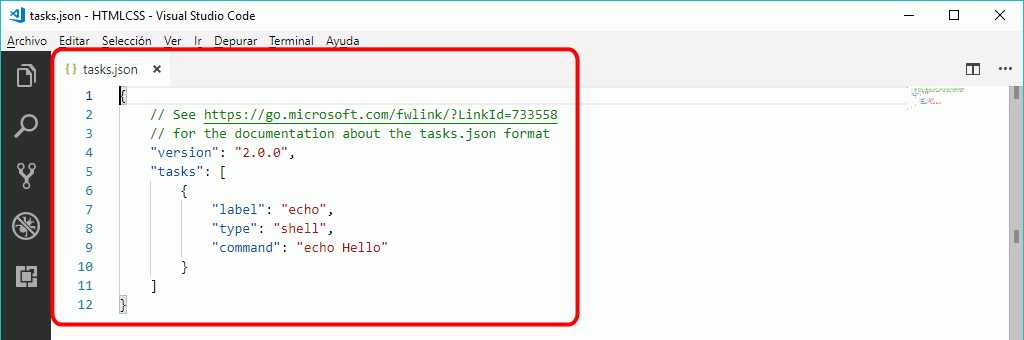 tasks.json - HTMLCSS - Visual Studio Code
Archivo Editar Selección Ver Ir Depurar Terminal Ayuda
{ } tasks.json ×
1 {
2 // See https://go.microsoft.com/fwlink/?LinkId=733558
3 // for the documentation about the tasks.json format
4 "version": "2.0.0",
5 "tasks": [
6 {
7 "label": "echo",
8 "type": "shell",
9 "command": "echo Hello"
10 }
11 ]
12 }